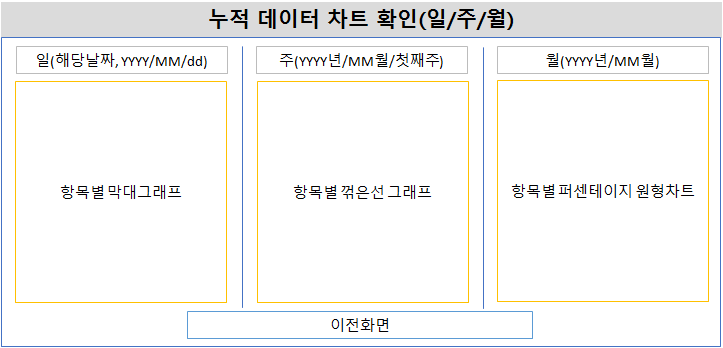 누적 데이터 차트 확인(일/주/월)
일(해당날짜, YYYY/MM/dd)
주(YYYY년/MM월/첫째주)
월(YYYY년/MM월)
항목별 막대그래프
항목별 꺾은선 그래프
항목별 퍼센테이지 원형차트
이전화면